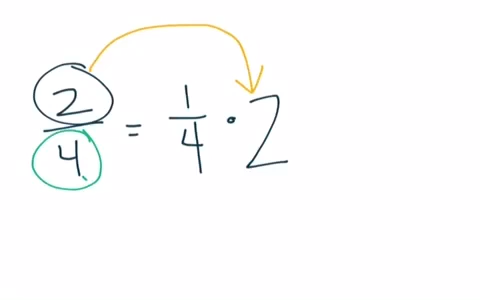 2/4 = 1/4 · 2